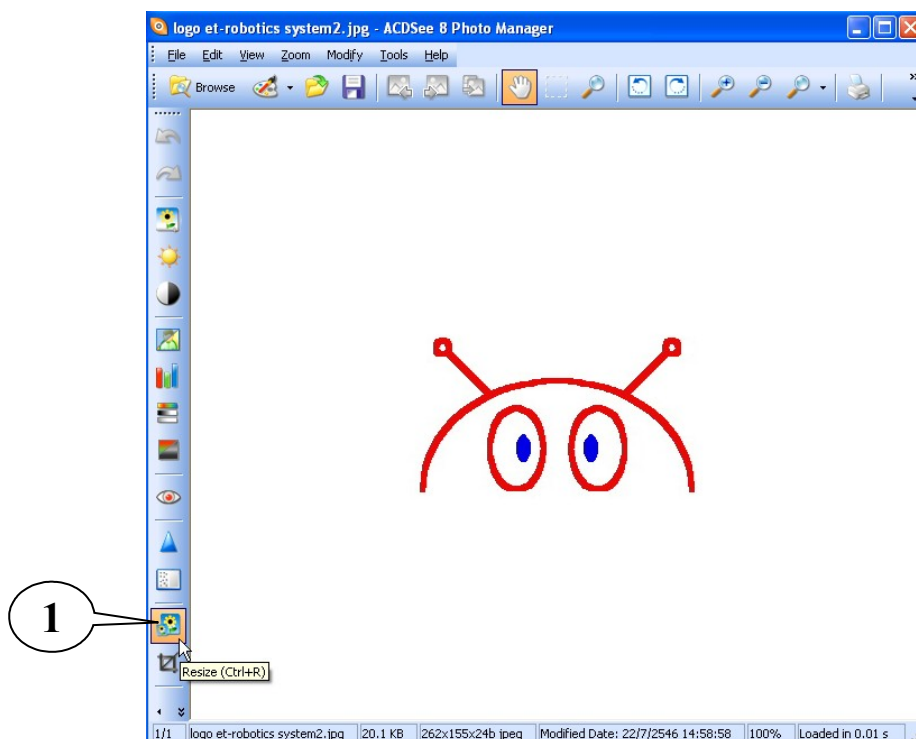 logo et-robotics system2.jpg - ACDSee 8 Photo Manager
File Edit View Zoom Modify Tools Help
Browse
1
Resize (Ctrl+R)
1/1 logo et-robotics system2.jpg 20.1 KB 262x155x24b jpeg Modified Date: 22/7/2546 14:58:58 100% Loaded in 0.01 s